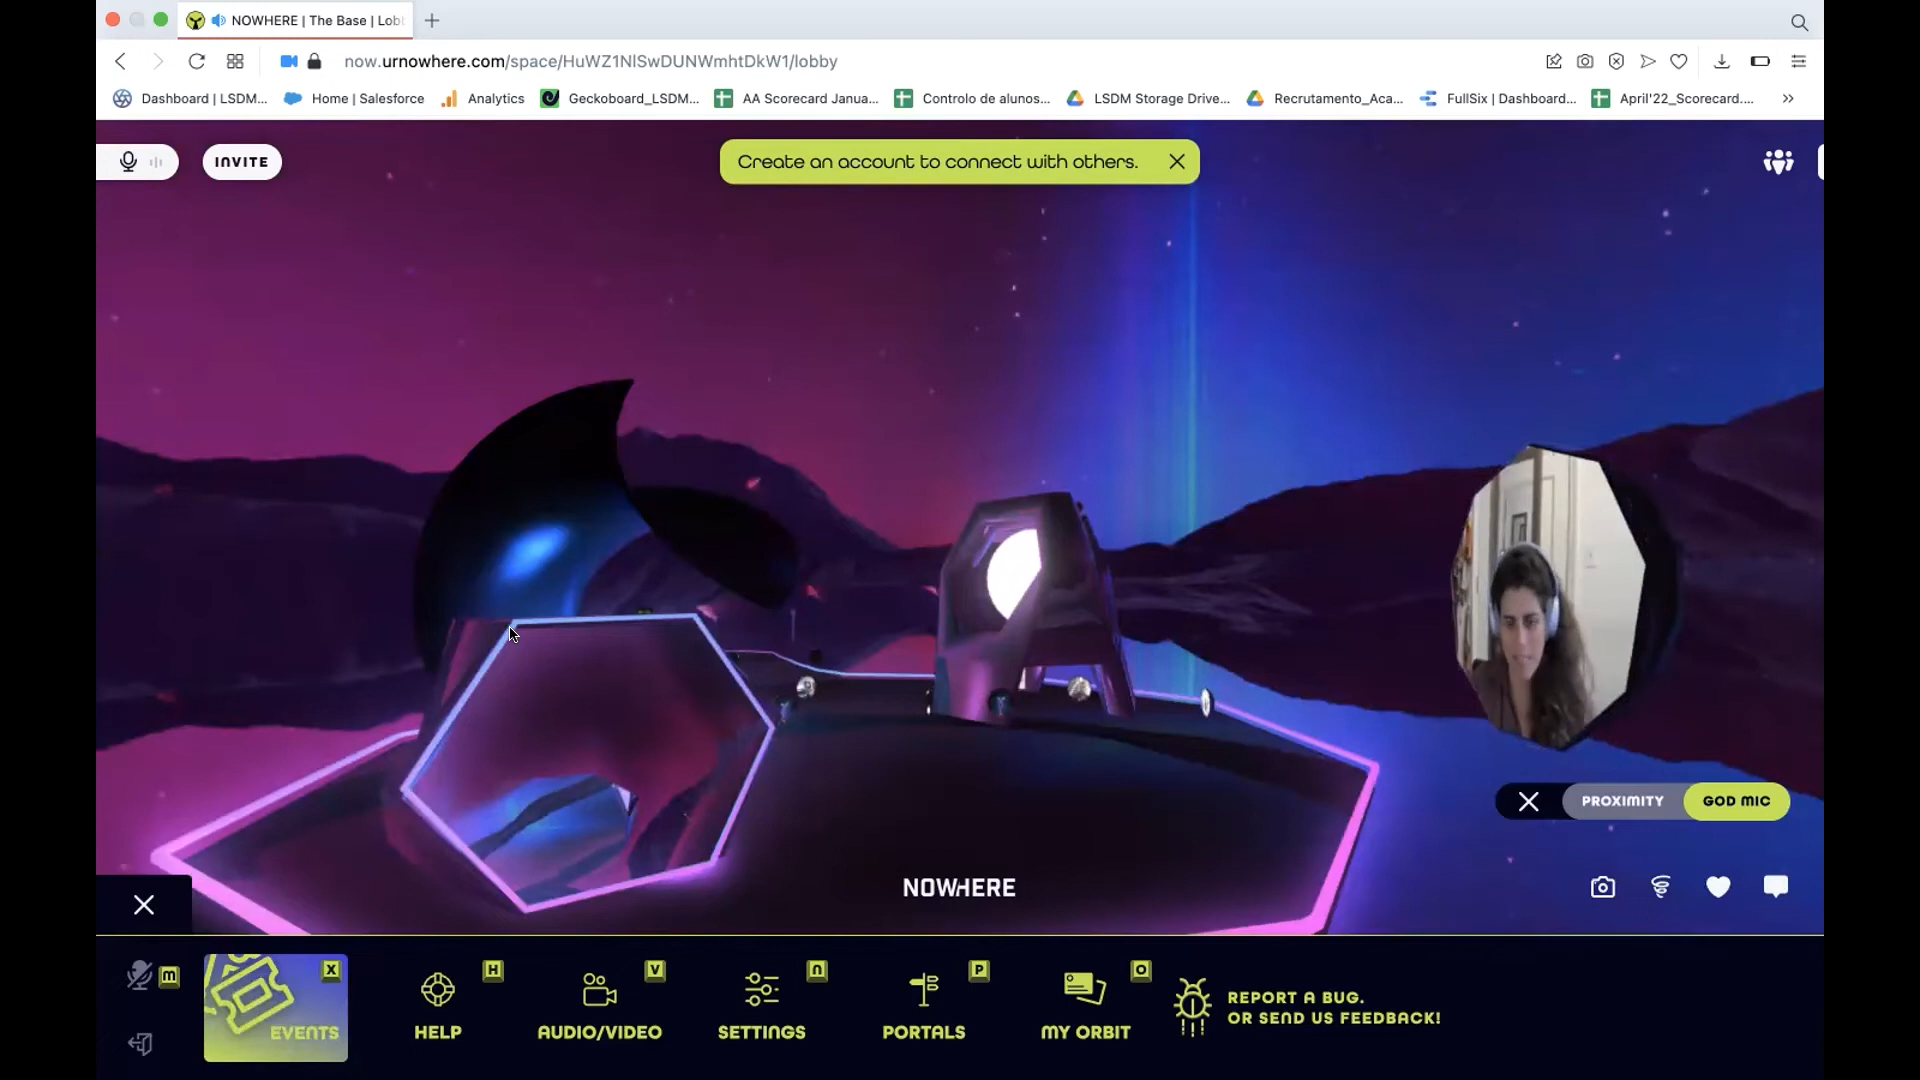 NOWHERE | The Base | Lob
now.urnowhere.com/space/HuWZ1NlSwDUNWmhtDkW1/lobby
Dashboard | LSDM...
Home | Salesforce
Analytics
Geckoboard_LSDM...
AA Scorecard Janua...
Controlo de alunos...
LSDM Storage Drive...
Recrutamento_Aca...
FullSix | Dashboard...
April'22_Scorecard....
INVITE
Create an account to connect with others.
PROXIMITY
GOD MIC
NOWHERE
M
X
EVENTS
H
HELP
V
AUDIO/VIDEO
N
SETTINGS
P
PORTALS
O
MY ORBIT
REPORT A BUG.
OR SEND US FEEDBACK!